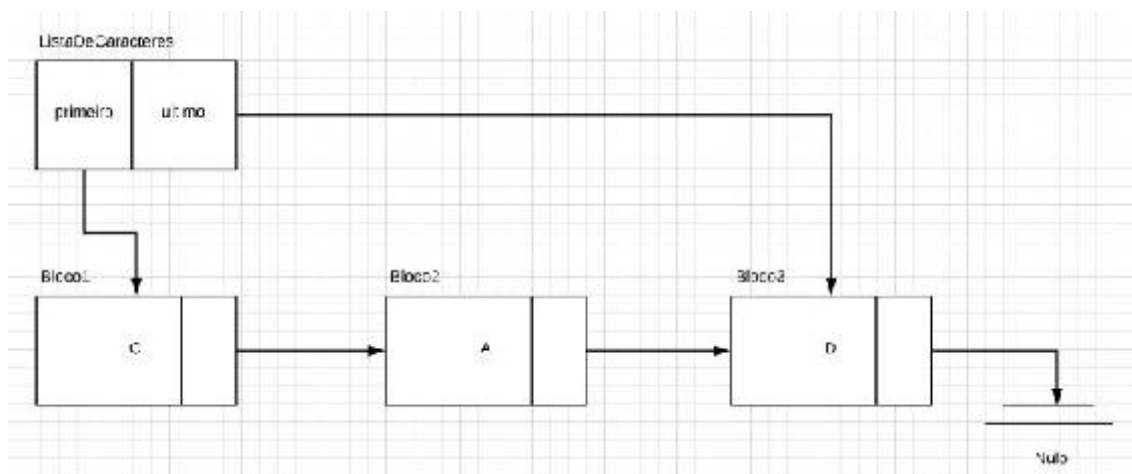 ListaDeCaracteres
primeiro ultimo
Bloco1 Bloco2 Bloco3
C A D
Nulo